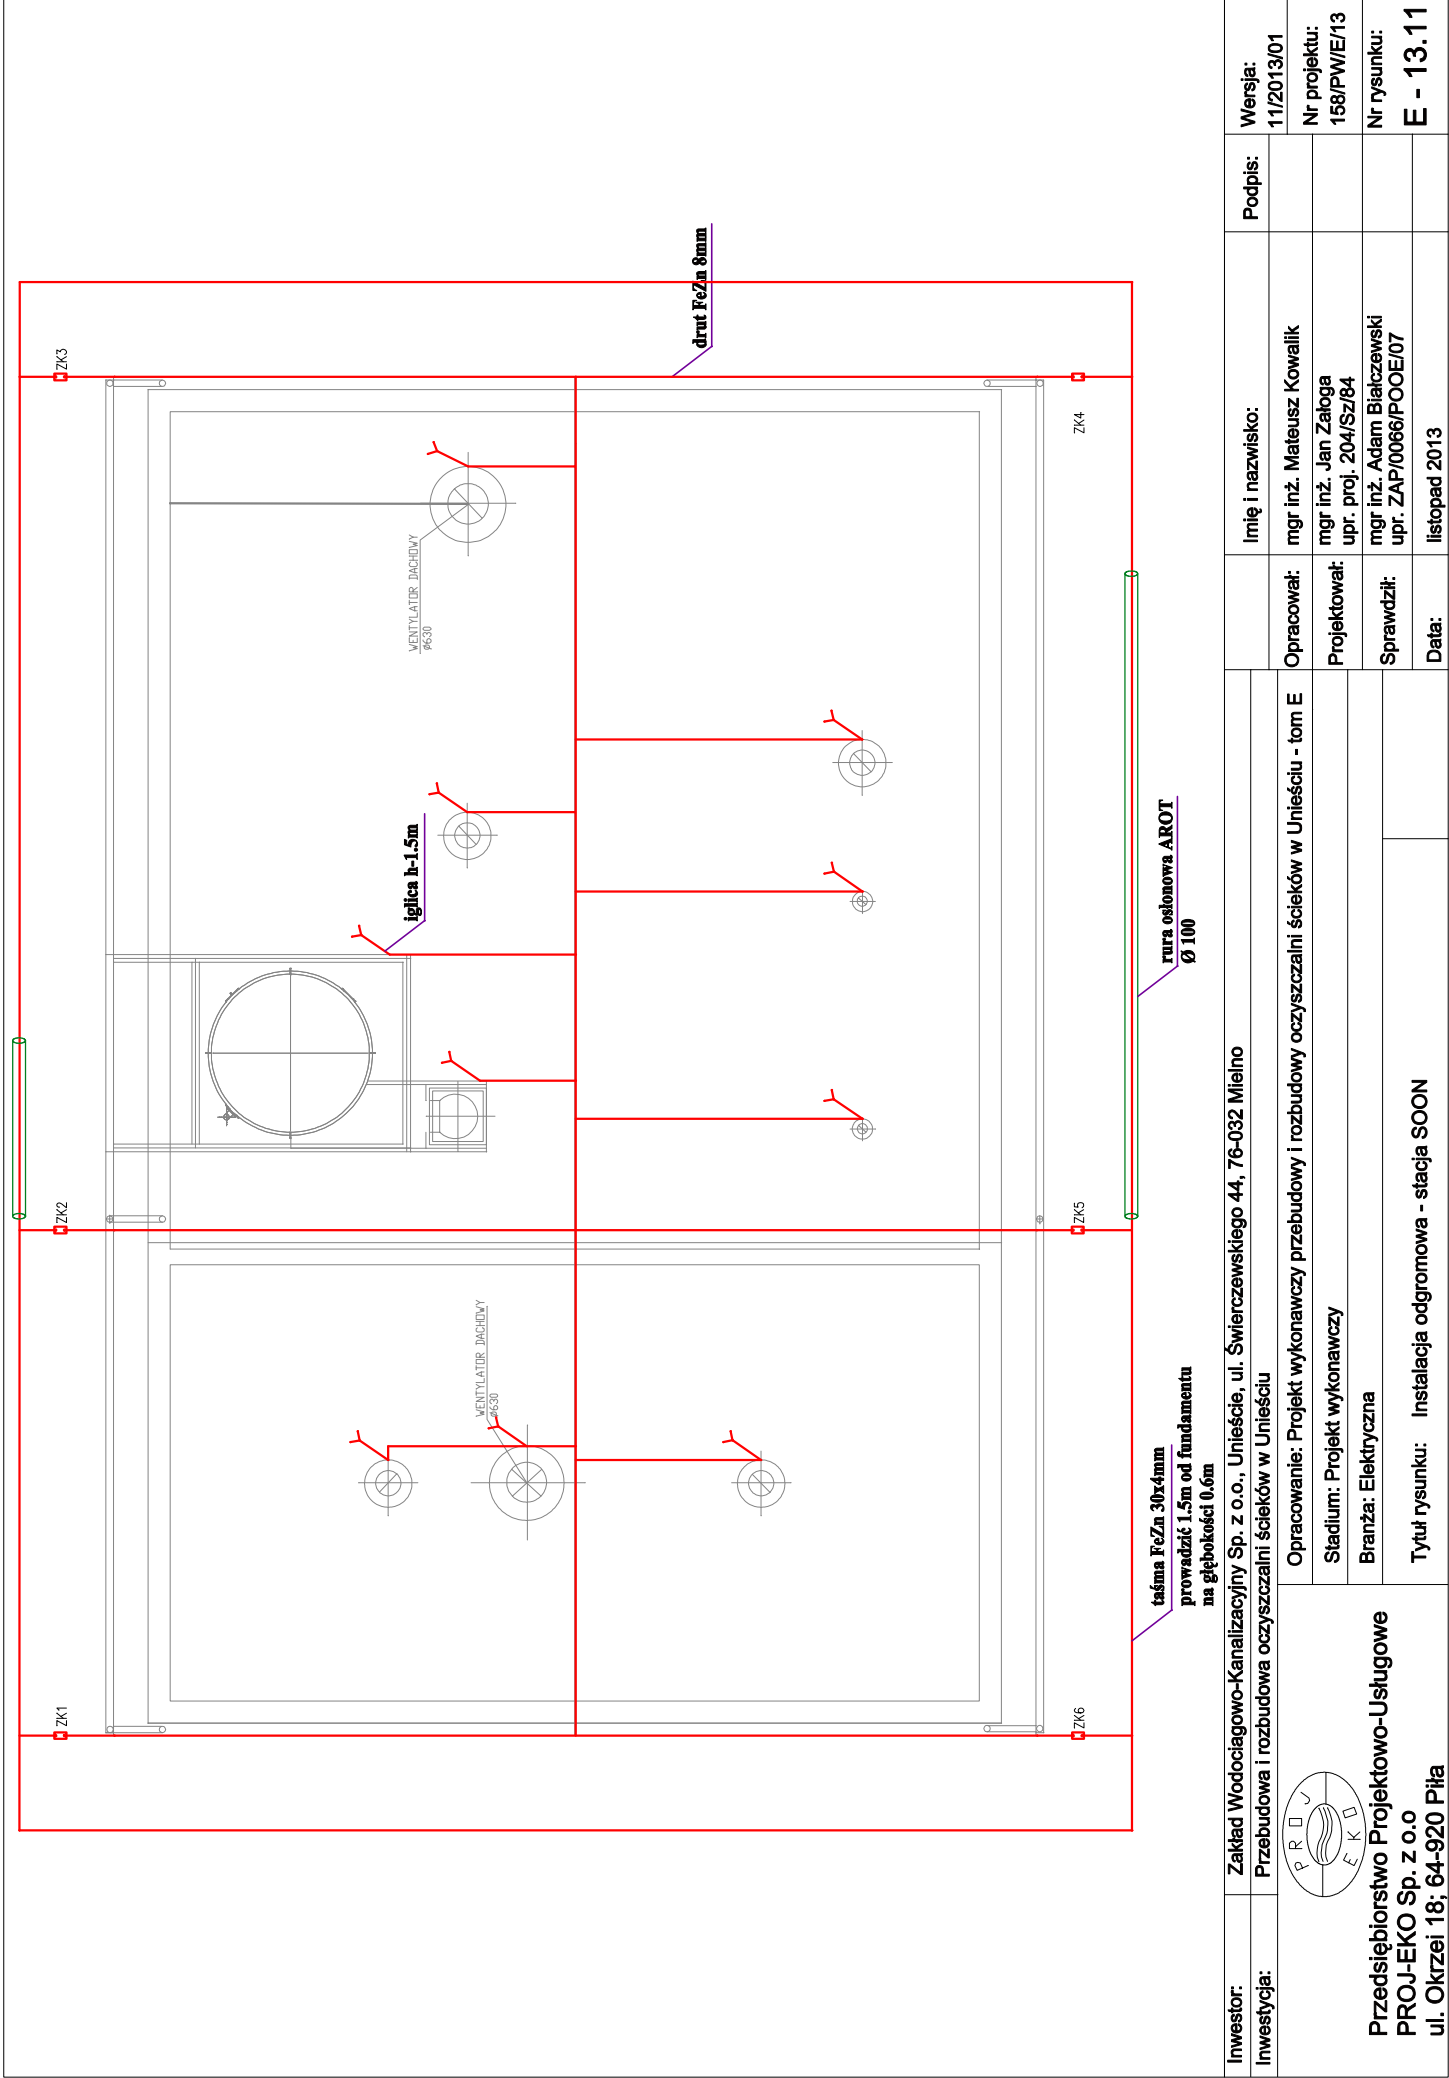 ZK1
ZK2
ZK3
ZK4
ZK5
ZK6
WENTYLATOR DACHOWY
ø630
WENTYLATOR DACHOWY
ø630
iglica h-1.5m
drut FeZn 8mm
rura osłonowa AROT
Ø 100
taśma FeZn 30x4mm
prowadzić 1.5m od fundamentu
na głębokości 0.6m
Inwestor:
Zakład Wodociągowo-Kanalizacyjny Sp. z o.o., Unieście, ul. Świerczewskiego 44, 76-032 Mielno
Inwestycja:
Przebudowa i rozbudowa oczyszczalni ścieków w Unieściu
PROJ
EKO
Przedsiębiorstwo Projektowo-Usługowe
PROJ-EKO Sp. z o.o
ul. Okrzei 18; 64-920 Piła
Opracowanie: Projekt wykonawczy przebudowy i rozbudowy oczyszczalni ścieków w Unieściu - tom E
Stadium: Projekt wykonawczy
Branża: Elektryczna
Tytuł rysunku: Instalacja odgromowa - stacja SOON
Imię i nazwisko:
Podpis:
Opracował:
mgr inż. Mateusz Kowalik
Projektował:
mgr inż. Jan Załoga
upr. proj. 204/Sz/84
Sprawdził:
mgr inż. Adam Białczewski
upr. ZAP/0066/POOE/07
Data:
listopad 2013
Wersja:
11/2013/01
Nr projektu:
158/PW/E/13
Nr rysunku:
E - 13.11